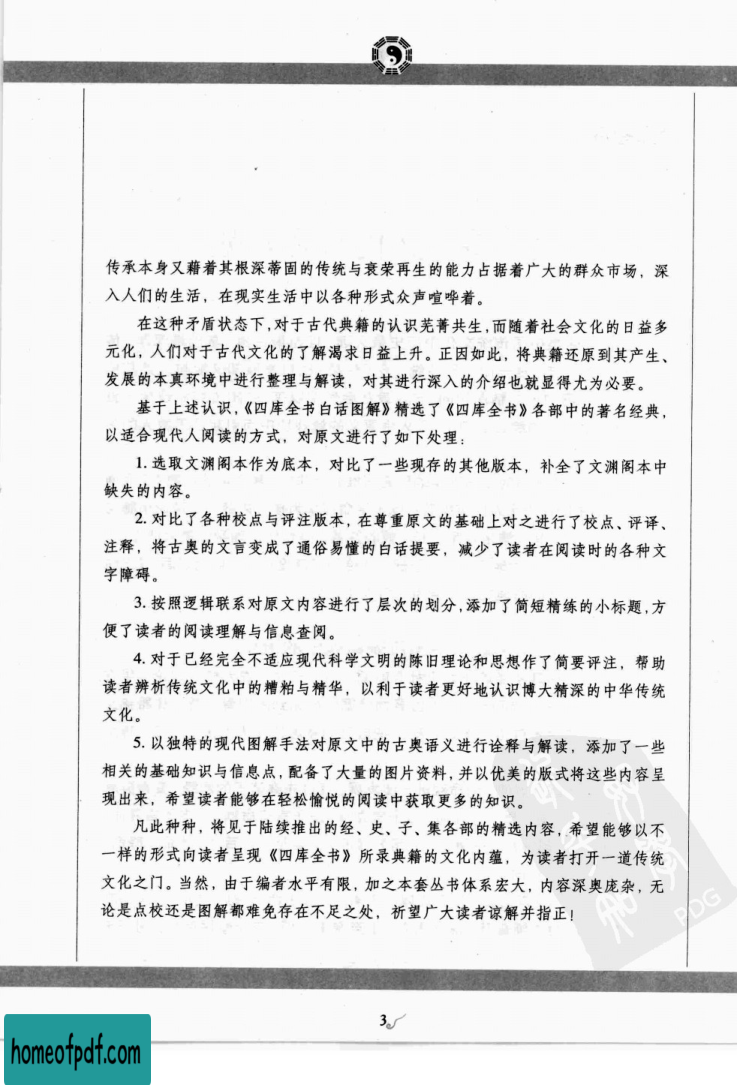 传承本身又藉着其根深蒂固的传统与衰荣再生的能力占据着广大的群众市场，深
入人们的生活，在现实生活中以各种形式众声喧哗着。
在这种矛盾状态下，对于古代典籍的认识芜菁共生，而随着社会文化的日益多
元化，人们对于古代文化的了解渴求日益上升。正因如此，将典籍还原到其产生、
发展的本真环境中进行整理与解读，对其进行深入的介绍也就显得尤为必要。
基于上述认识，《四库全书白话图解》精选了《四库全书》各部中的著名经典，
以适合现代人阅读的方式，对原文进行了如下处理：
1. 选取文渊阁本作为底本，对比了一些现存的其他版本，补全了文渊阁本中
缺失的内容。
2. 对比了各种校点与评注版本，在尊重原文的基础上对之进行了校点、评译、
注释，将古奥的文言变成了通俗易懂的白话提要，减少了读者在阅读时的各种文
字障碍。
3. 按照逻辑联系对原文内容进行了层次的划分，添加了简短精练的小标题，方
便了读者的阅读理解与信息查阅。
4. 对于已经完全不适应现代科学文明的陈旧理论和思想作了简要评注，帮助
读者辨析传统文化中的糟粕与精华，以利于读者更好地认识博大精深的中华传统
文化。
5. 以独特的现代图解手法对原文中的古奥语义进行诠释与解读，添加了一些
相关的基础知识与信息点，配备了大量的图片资料，并以优美的版式将这些内容呈
现出来，希望读者能够在轻松愉悦的阅读中获取更多的知识。
凡此种种，将见于陆续推出的经、史、子、集各部的精选内容，希望能够以不
一样的形式向读者呈现《四库全书》所录典籍的文化内蕴，为读者打开一道传统
文化之门。当然，由于编者水平有限，加之本套丛书体系宏大，内容深奥庞杂，无
论是点校还是图解都难免存在不足之处，祈望广大读者谅解并指正！
PDG
3
homeofpdf.com